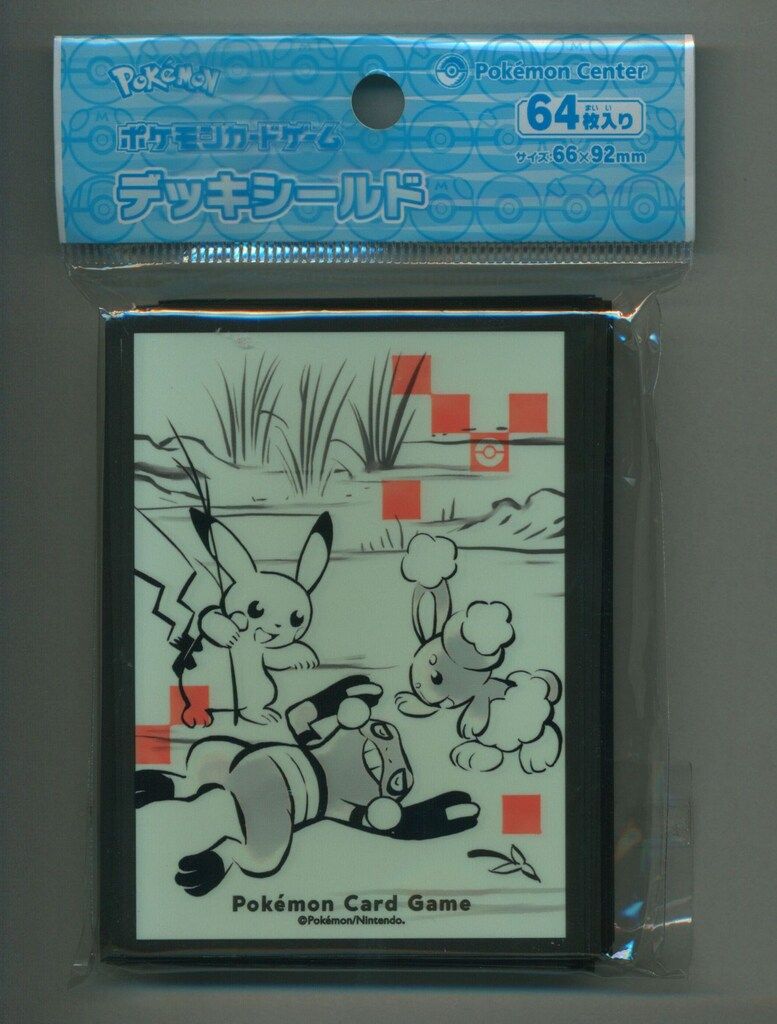 Pokémon
Pokémon Center
64枚入り
まい い
サイズ:66×92mm
ポケモンカードゲーム
デッキシールド
Pokémon Card Game
©Pokémon/Nintendo.